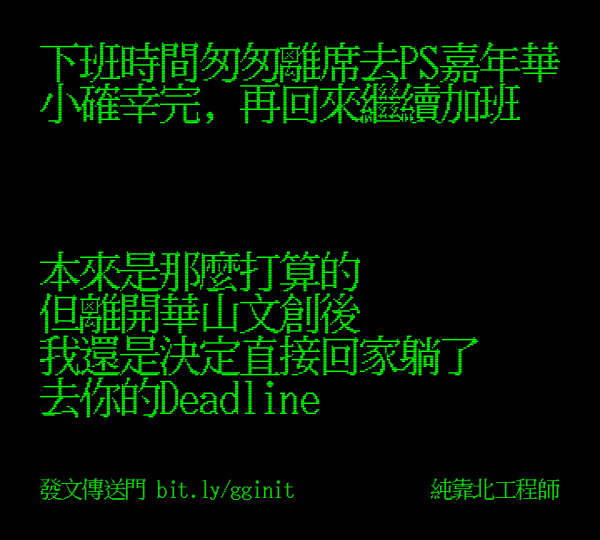 下班時間匆匆離席去PS嘉年華
小確幸完，再回來繼續加班
本來是那麼打算的
但離開華山文創後
我還是決定直接回家躺了
去你的Deadline
發文傳送門 bit.ly/gginit
純靠北工程師